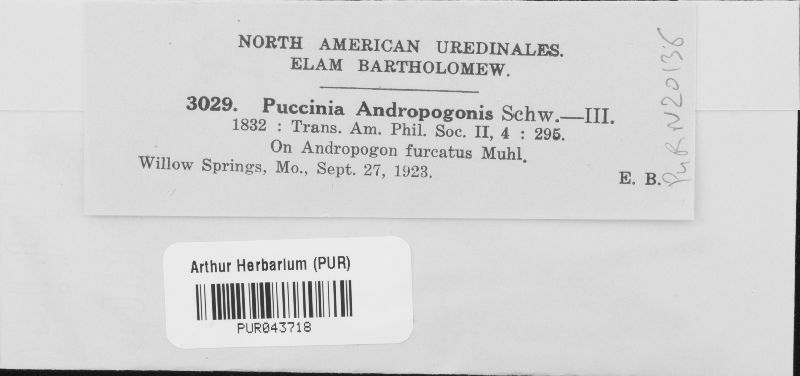 NORTH AMERICAN UREDINALES.
ELAM BARTHOLOMEW.
3029. Puccinia Andropogonis Schw.—III.
1832 : Trans. Am. Phil. Soc. II, 4 : 295.
On Andropogon furcatus Muhl.
Willow Springs, Mo., Sept. 27, 1923.
E. B.
PUR N20136
Arthur Herbarium (PUR)
PUR043718